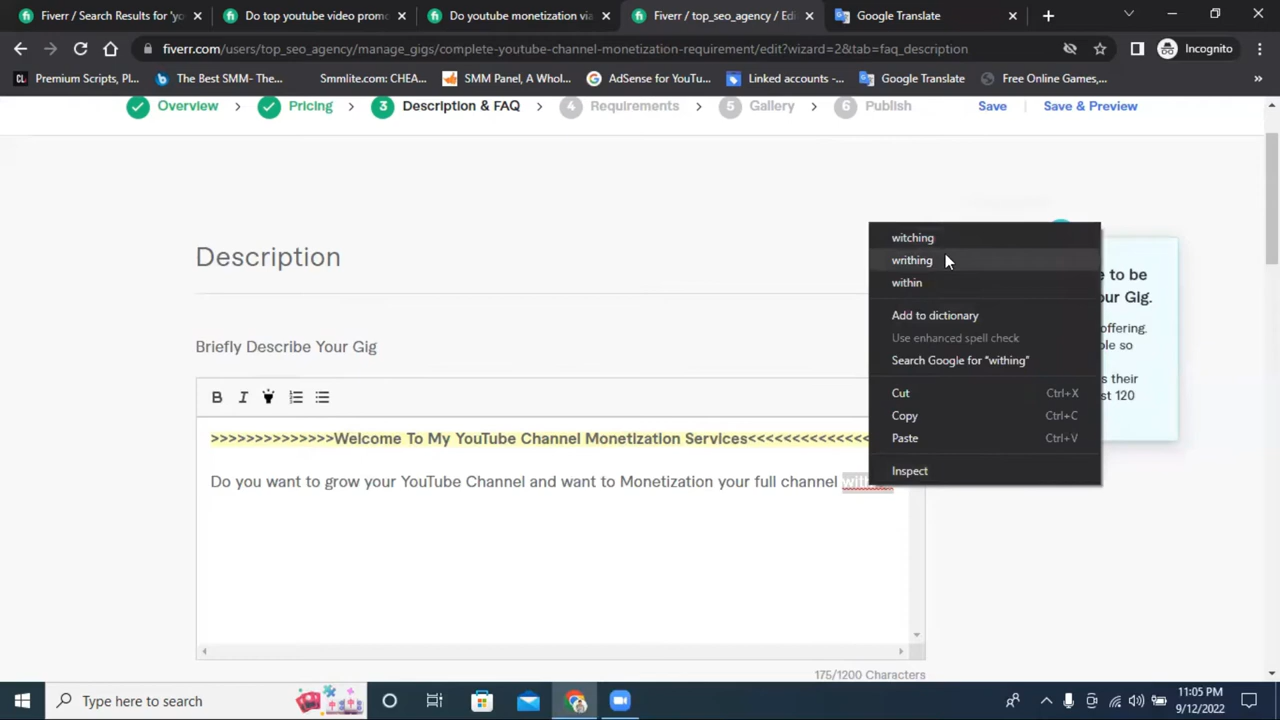 Fiverr / Search Results for 'yo
Do top youtube video promo
Do youtube monetization via
Fiverr / top_seo_agency / Edi
Google Translate
fiverr.com/users/top_seo_agency/manage_gigs/complete-youtube-channel-monetization-requirement/edit?wizard=2&tab=faq_description
Incognito
Premium Scripts, Pl...
The Best SMM- The...
Smmlite.com: CHEA...
SMM Panel, A Whol...
AdSense for YouTu...
Linked accounts -...
Google Translate
Free Online Games,...
Overview
Pricing
3 Description & FAQ
4 Requirements
5 Gallery
6 Publish
Save
Save & Preview
witching
writhing
within
Add to dictionary
Use enhanced spell check
Search Google for "withing"
Cut Ctrl+X
Copy Ctrl+C
Paste Ctrl+V
Inspect
e to be
our Gig.
offering.
ble so
s their
st 120
Description
Briefly Describe Your Gig
B I
>>>>>>>>>>>>>>Welcome To My YouTube Channel Monetization Services<<<<<<<<<<<<<<
Do you want to grow your YouTube Channel and want to Monetization your full channel
175/1200 Characters
Type here to search
11:05 PM
9/12/2022